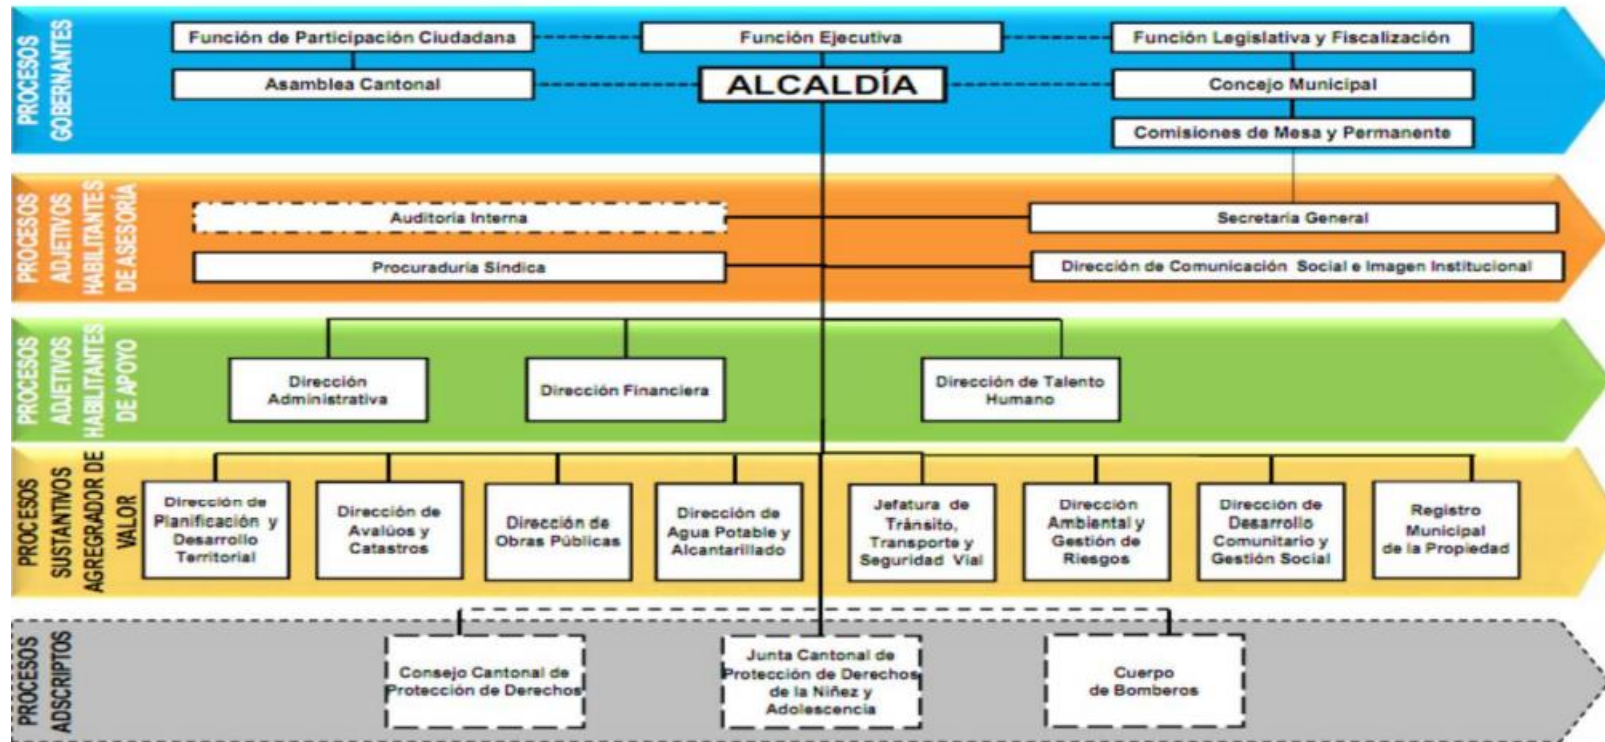 PROCESOS
GOBERNANTES
Función de Participación Ciudadana
Función Ejecutiva
Función Legislativa y Fiscalización
Asamblea Cantonal
ALCALDÍA
Concejo Municipal
Comisiones de Mesa y Permanente
PROCESOS
ADJETIVOS
HABILITANTES
DE ASESORÍA
Auditoria Interna
Secretaria General
Procuraduria Sindica
Dirección de Comunicación Social e Imagen Institucional
PROCESOS
ADJETIVOS
HABILITANTES
DE APOYO
Dirección
Administrativa
Dirección Financiera
Dirección de Talento
Humano
PROCESOS
SUSTANTIVOS
AGREGRADOR DE
VALOR
Dirección de
Planificación y
Desarrollo
Territorial
Dirección de
Avalúos y
Catastros
Dirección de
Obras Públicas
Dirección de
Agua Potable y
Alcantarillado
Jefatura de
Tránsito,
Transporte y
Seguridad Vial
Dirección
Ambiental y
Gestión de
Riesgos
Dirección de
Desarrollo
Comunitario y
Gestión Social
Registro
Municipal
de la Propiedad
PROCESOS
ADSCRIPTOS
Consejo Cantonal de
Protección de Derechos
Junta Cantonal de
Protección de Derechos
de la Niñez y
Adolescencia
Cuerpo
de Bomberos